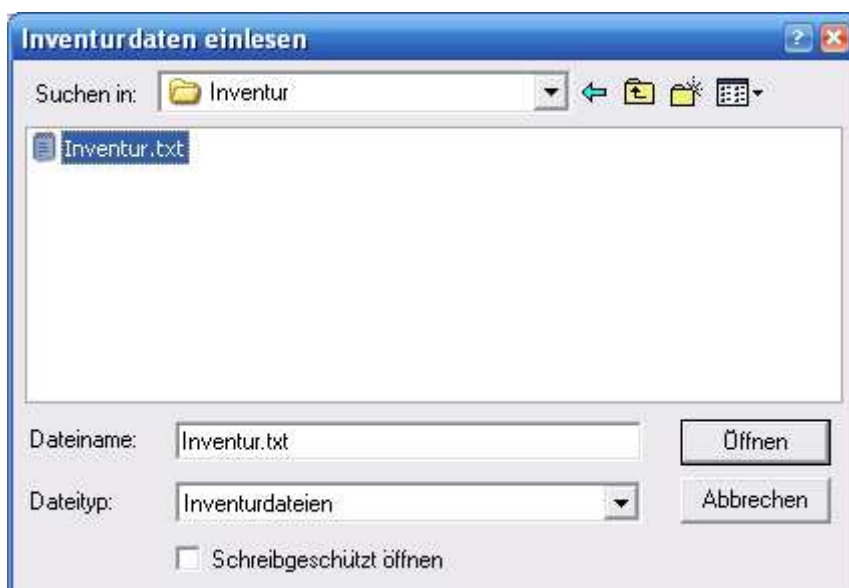 Inventurdaten einlesen
Suchen in: Inventur
Inventur.txt
Dateiname: Inventur.txt Öffnen
Dateityp: Inventurdateien Abbrechen
Schreibgeschützt öffnen